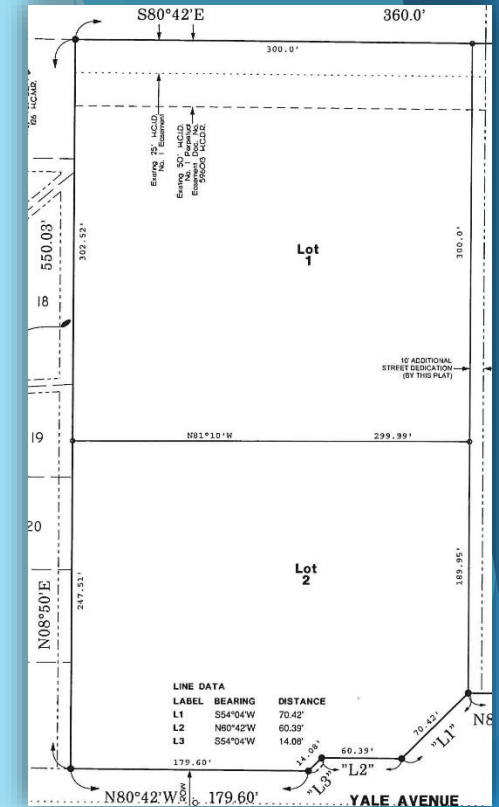 S80°42'E 360.0'
300.0'
126 H.C.M.R.
Existing 25' H.C.I.D.
No. 1 Easement
Existing 50' H.C.I.D.
No. 1 Perpetual
Easement Doc. No.
596013 H.C.D.R.
550.03'
302.52'
Lot
1
300.0'
18
10' ADDITIONAL
STREET DEDICATION
(BY THIS PLAT)
N81°10'W 299.99'
19
20
Lot
2
247.51'
189.95'
N08°50'E
LINE DATA
LABEL BEARING DISTANCE
L1 S54°04'W 70.42'
L2 N80°42'W 60.39'
L3 S54°04'W 14.08'
70.42'
"L1"
N8
14.08'
60.39'
"L3"
"L2"
179.60'
N80°42'W 179.60'
ROW
YALE AVENUE